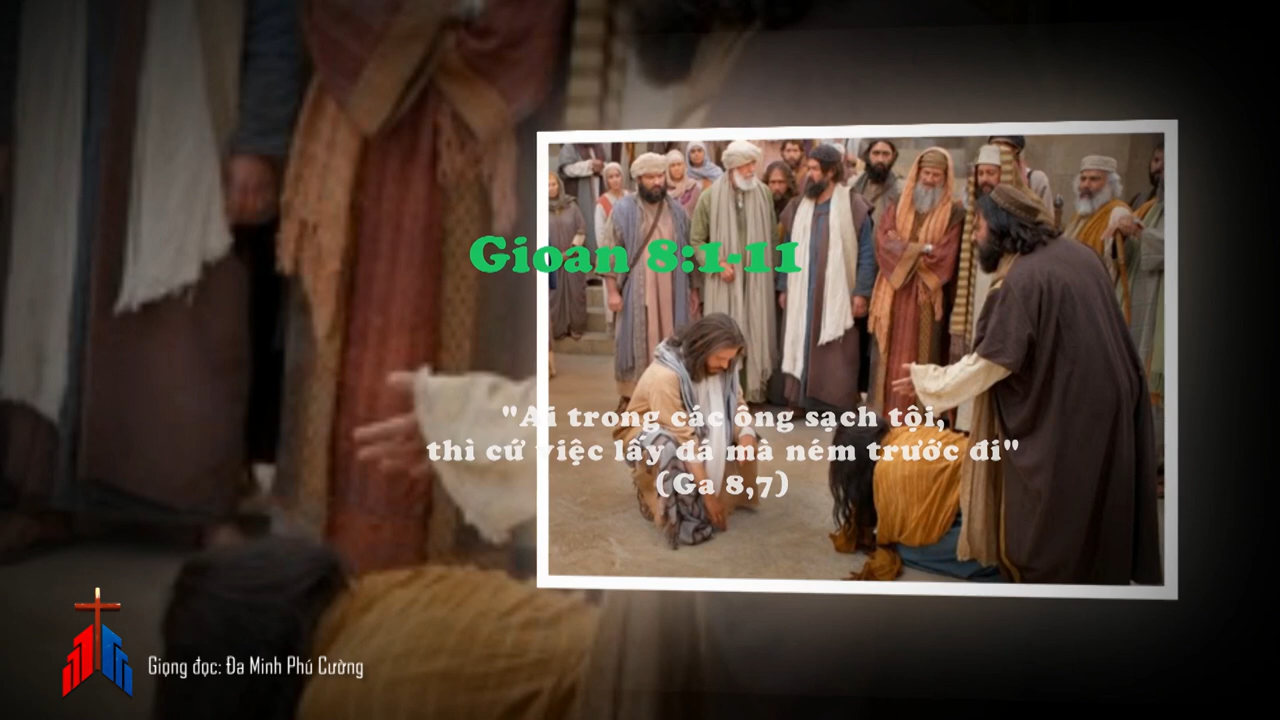 Gioan 8:1-11
"Ai trong các ông sạch tội,
thì cứ việc lấy đá mà ném trước đi"
(Ga 8,7)
Giọng đọc: Đa Minh Phú Cường